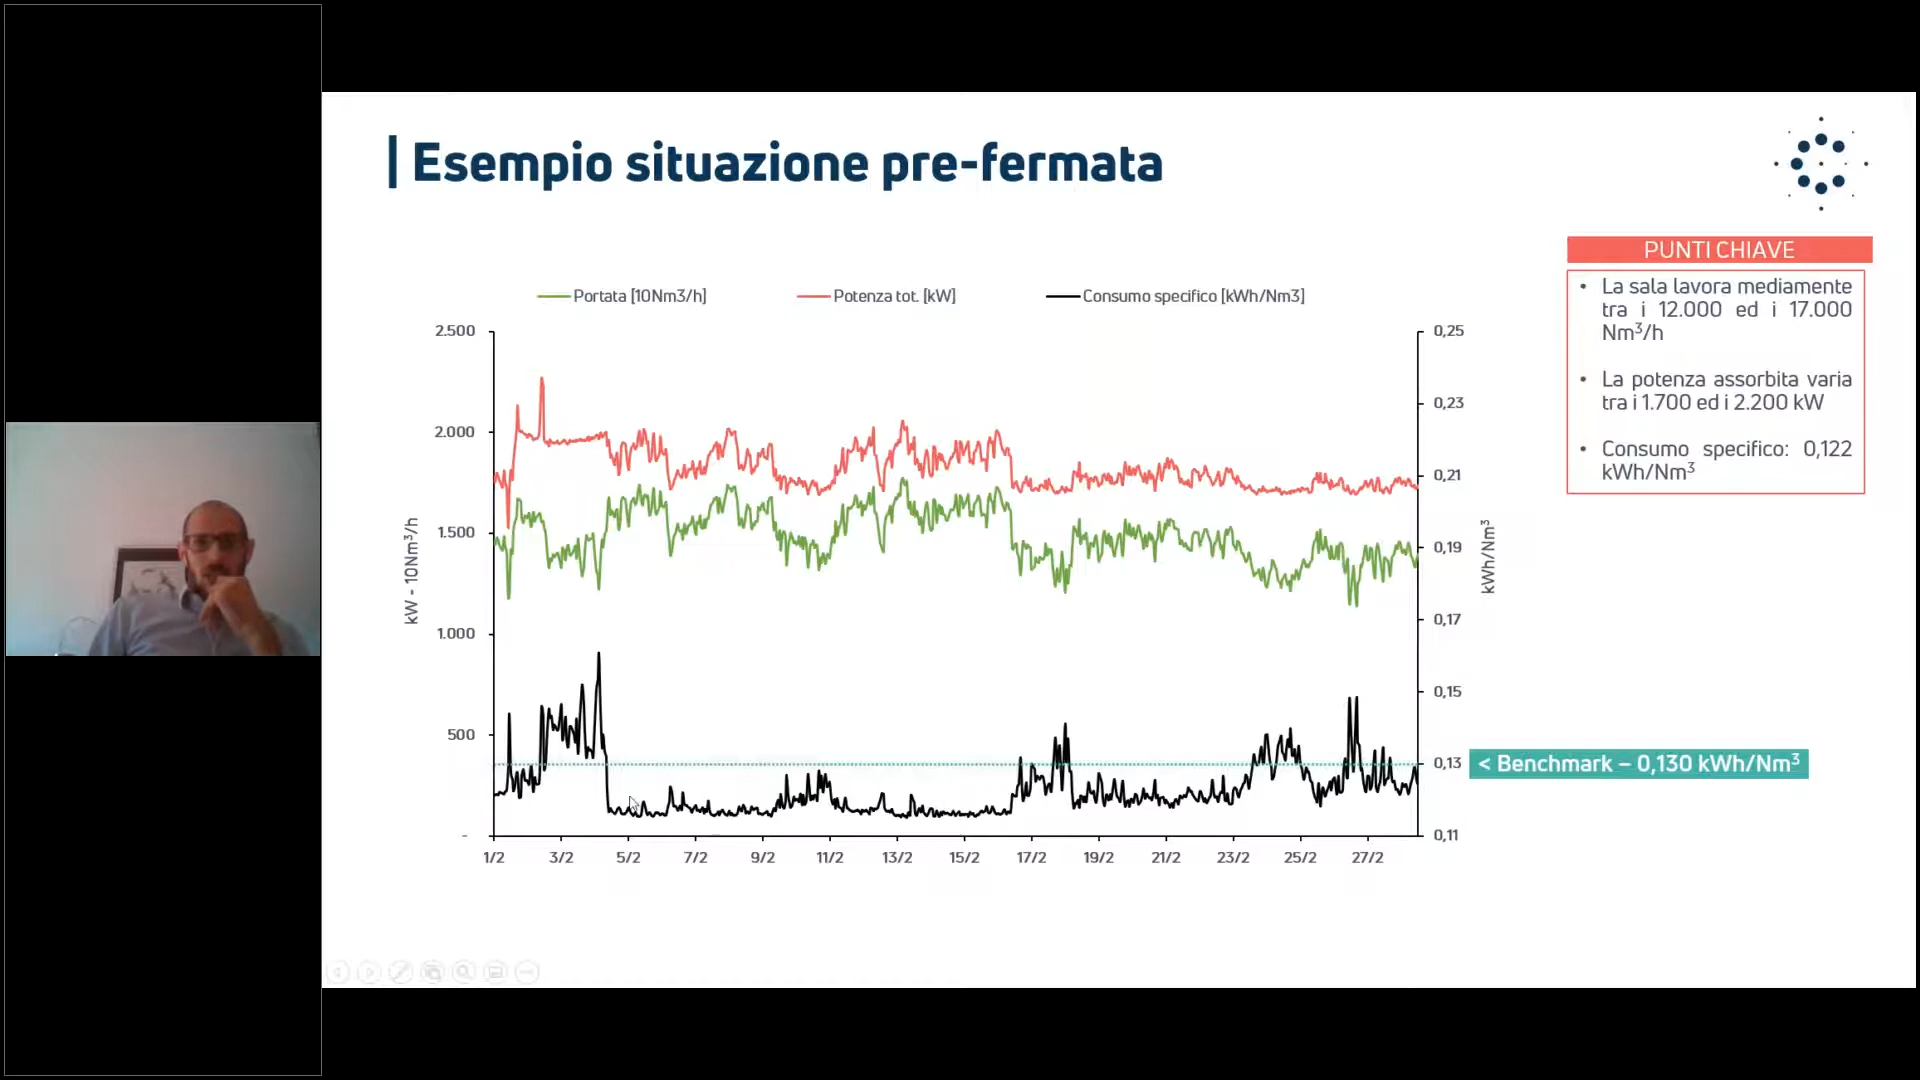 Esempio situazione pre-fermata
PUNTI CHIAVE
• La sala lavora mediamente
tra i 12.000 ed i 17.000
Nm³/h
• La potenza assorbita varia
tra i 1.700 ed i 2.200 kW
• Consumo specifico: 0,122
kWh/Nm³
Portata [10Nm3/h]
Potenza tot. [kW]
Consumo specifico [kWh/Nm3]
2.500
2.000
1.500
1.000
500
-
kW - 10Nm³/h
0,25
0,23
0,21
0,19
0,17
0,15
0,13
0,11
kWh/Nm³
< Benchmark – 0,130 kWh/Nm³
1/2
3/2
5/2
7/2
9/2
11/2
13/2
15/2
17/2
19/2
21/2
23/2
25/2
27/2